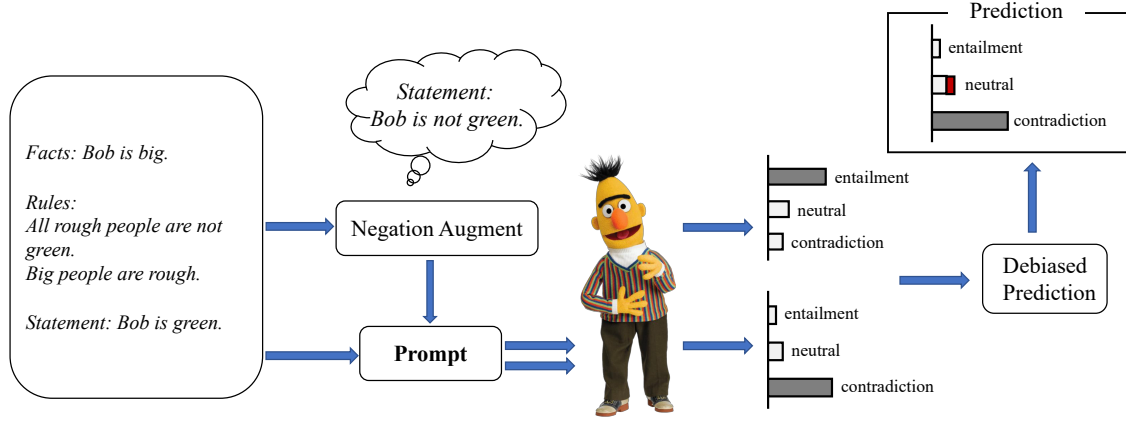 Facts: Bob is big.
Rules:
All rough people are not
green.
Big people are rough.
Statement: Bob is green.
Statement:
Bob is not green.
Negation Augment
Prompt
entailment
neutral
contradiction
entailment
neutral
contradiction
Debiased
Prediction
Prediction
entailment
neutral
contradiction